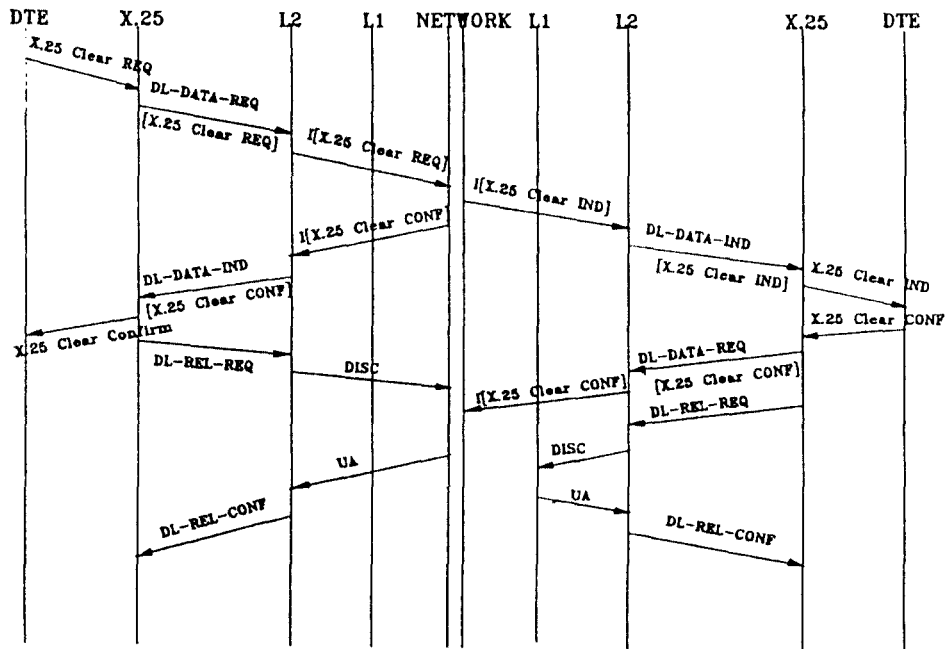 DTE X.25 L2 L1 NETWORK L1 L2 X.25 DTE
X.25 Clear REQ
DL-DATA-REQ
[X.25 Clear REQ]
I[X.25 Clear REQ]
I[X.25 Clear IND]
I[X.25 Clear CONF]
DL-DATA-IND
[X.25 Clear IND]
X.25 Clear IND
DL-DATA-IND
[X.25 Clear CONF]
X.25 Clear CONF
X.25 Clear Confirm
DL-DATA-REQ
[X.25 Clear CONF]
DL-REL-REQ
DISC
I[X.25 Clear CONF]
DL-REL-REQ
DISC
UA
UA
DL-REL-CONF
DL-REL-CONF